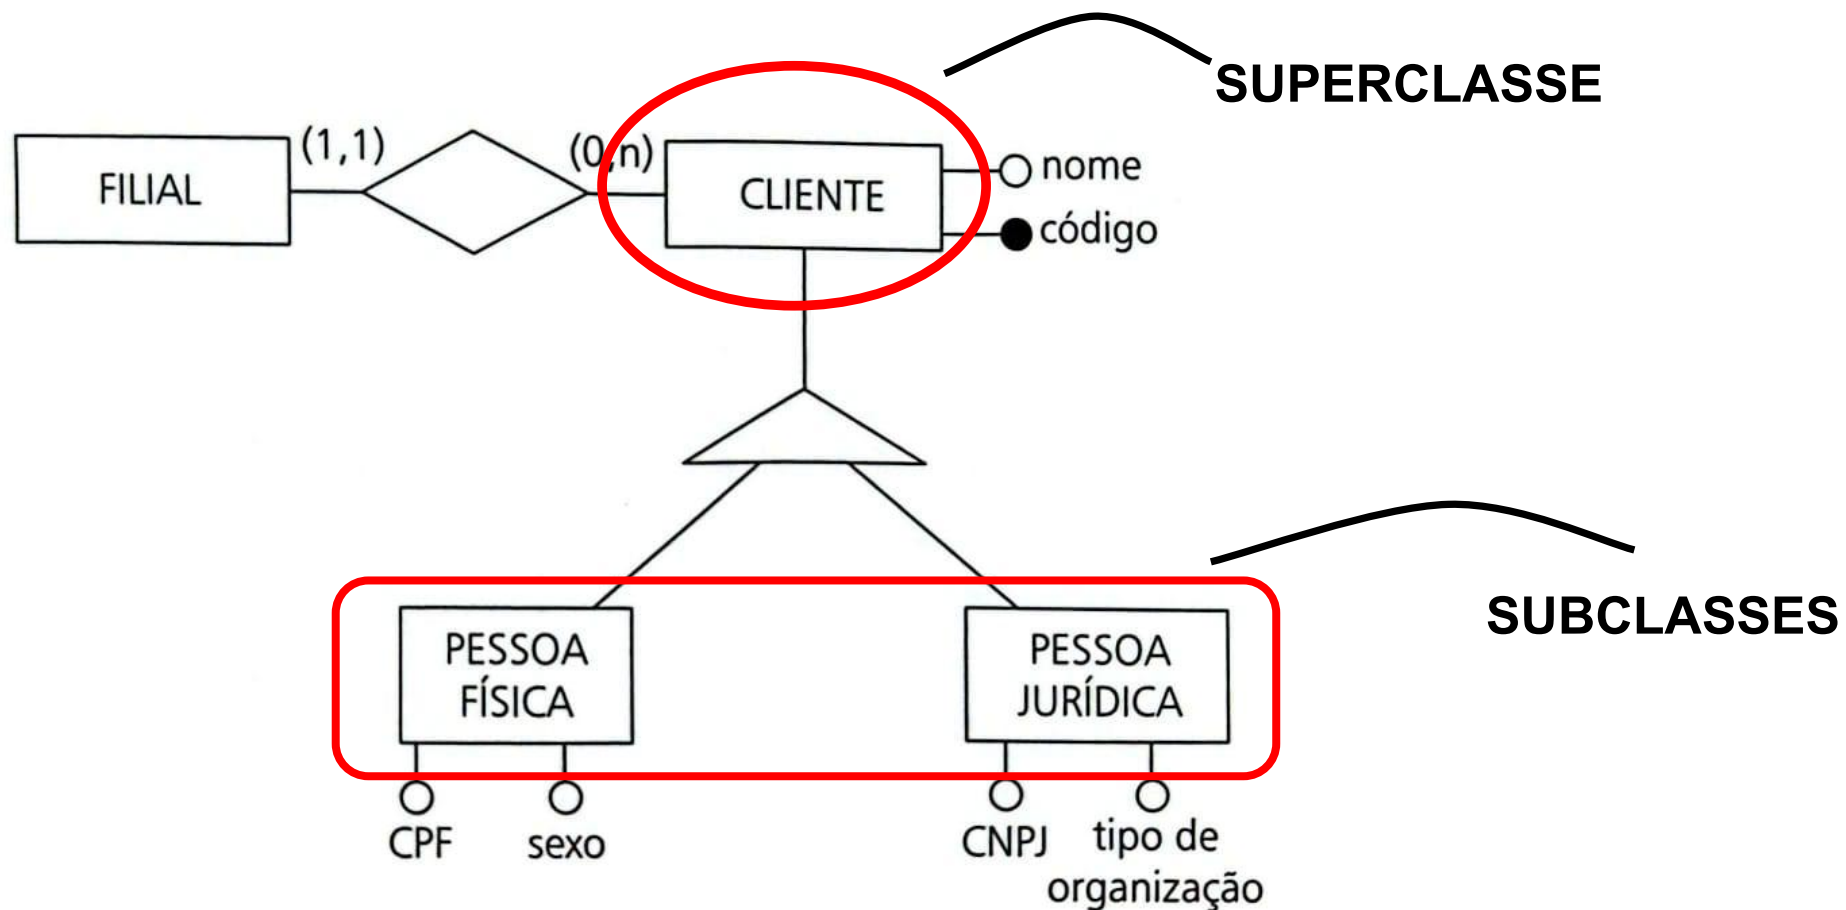 SUPERCLASSE
(1,1)
(0,n)
FILIAL
CLIENTE
nome
código
SUBCLASSES
PESSOA
FÍSICA
PESSOA
JURÍDICA
CPF
sexo
CNPJ
tipo de
organização